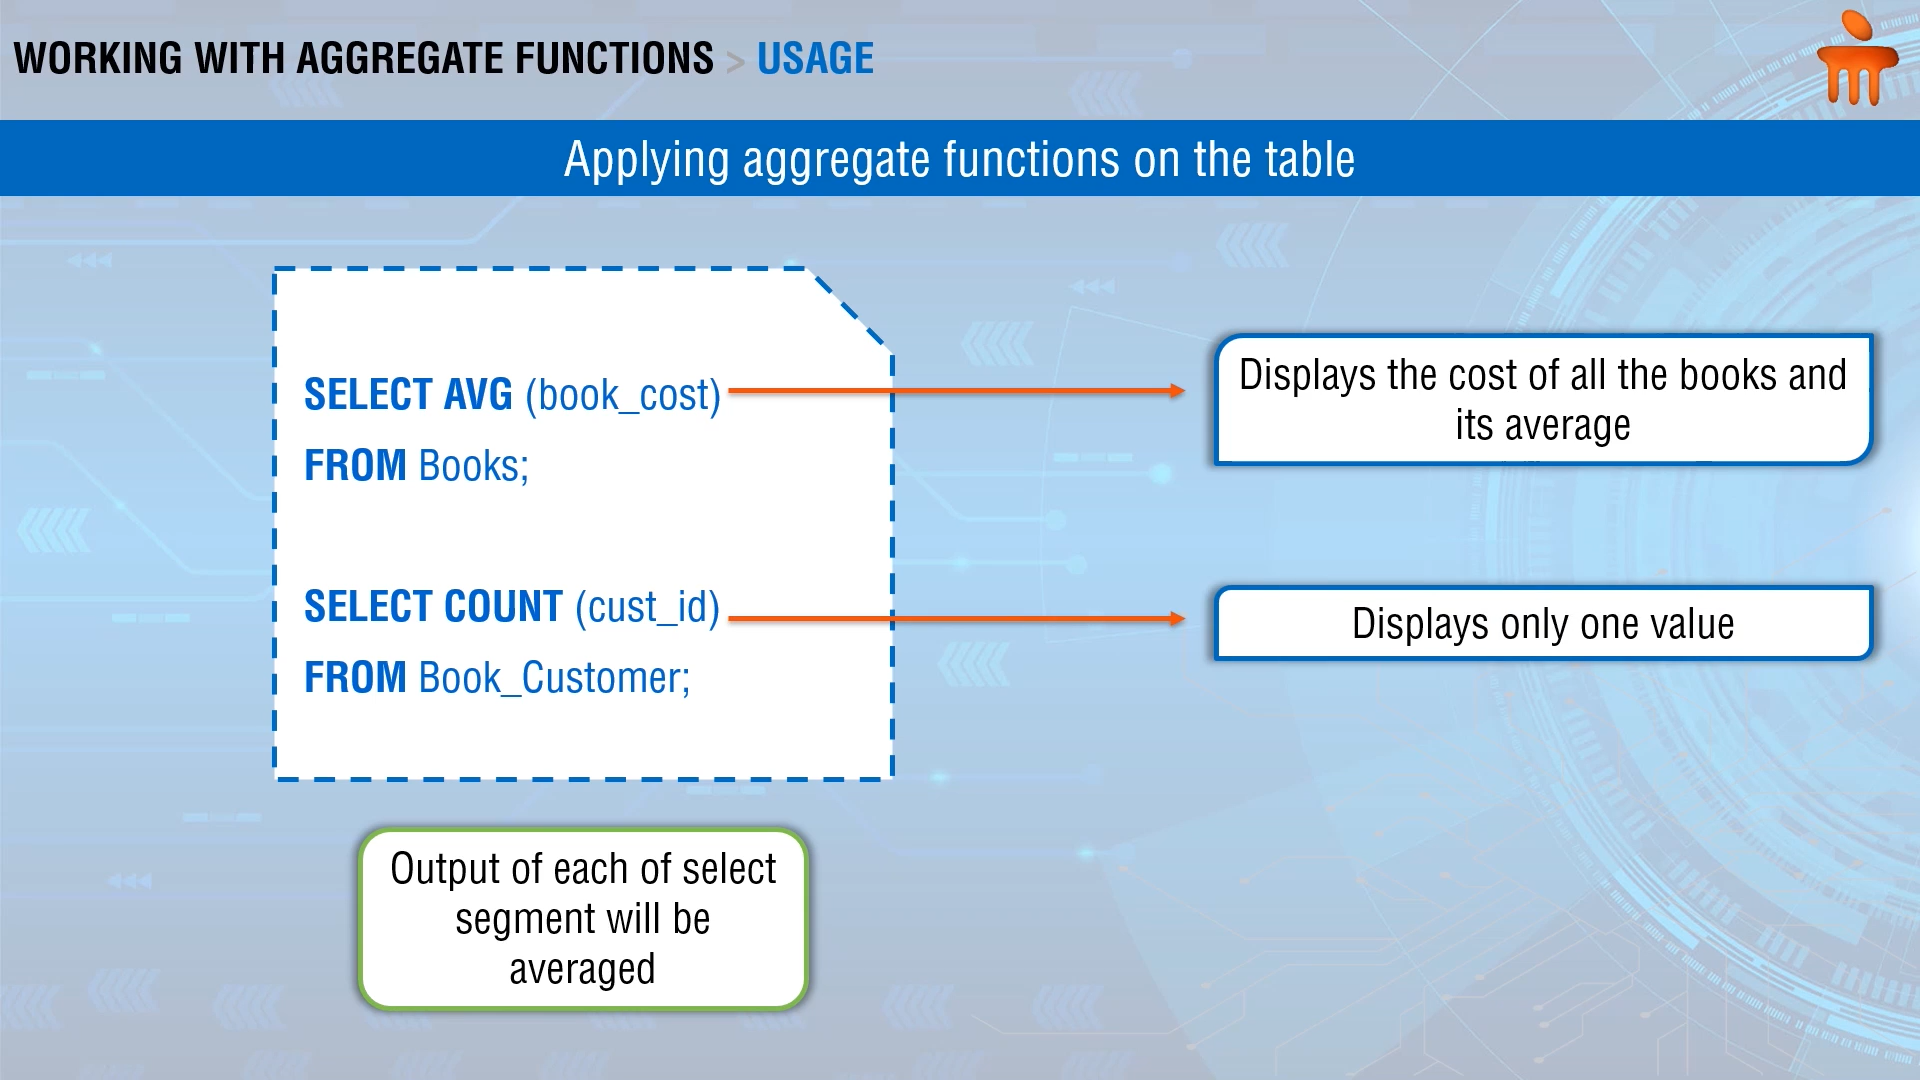 WORKING WITH AGGREGATE FUNCTIONS > USAGE
Applying aggregate functions on the table
SELECT AVG (book_cost)
FROM Books;
Displays the cost of all the books and
its average
SELECT COUNT (cust_id)
FROM Book_Customer;
Displays only one value
Output of each of select
segment will be
averaged